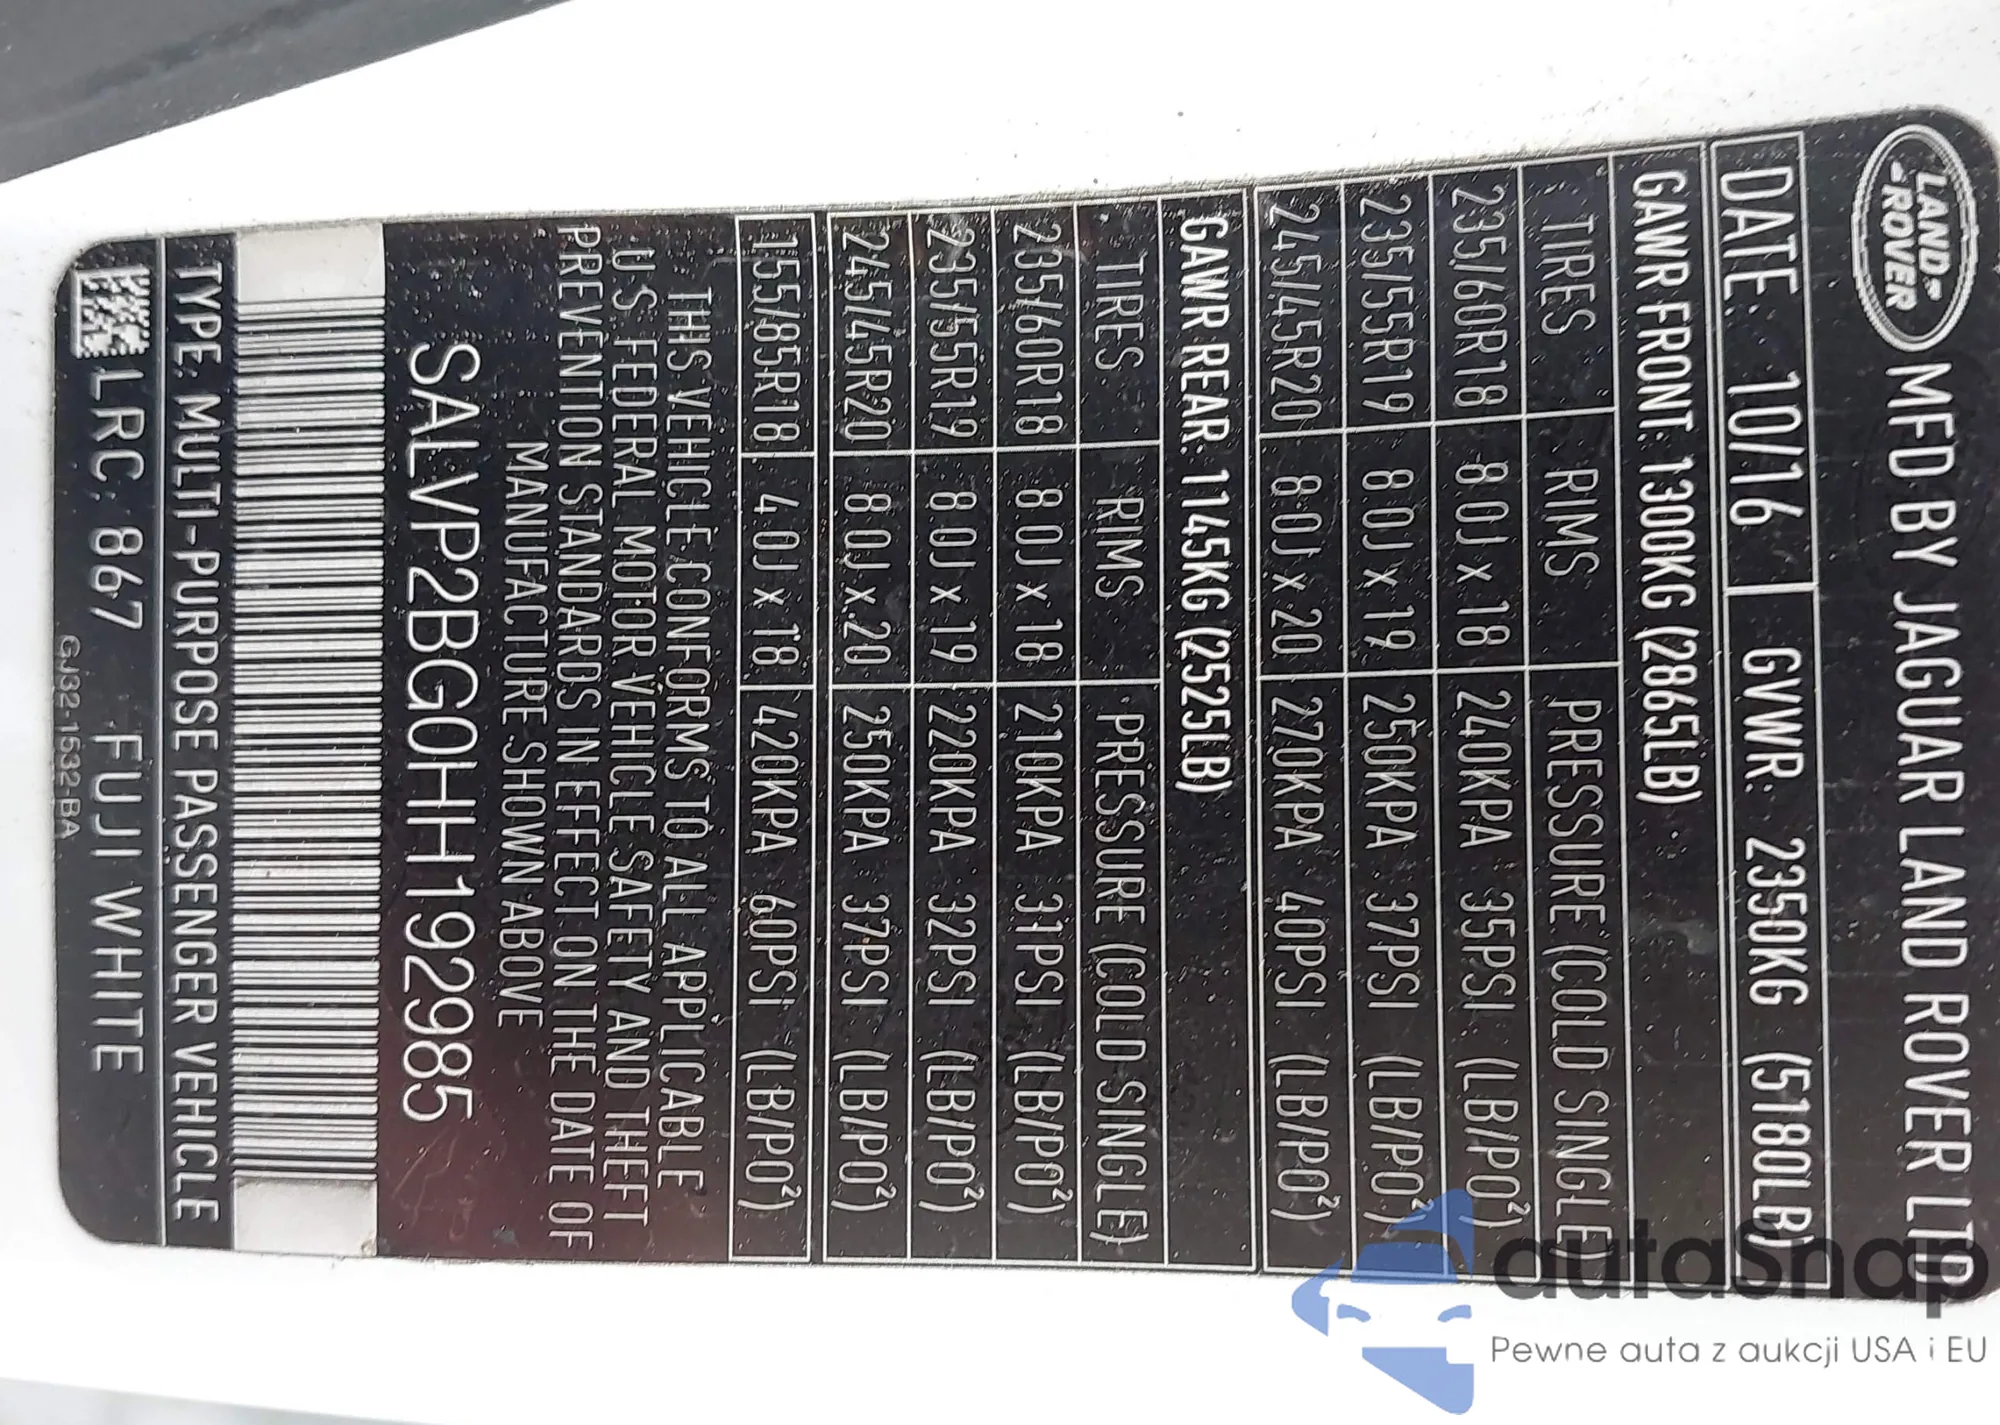 LAND ROVER MFD BY JAGUAR LAND ROVER LTD
DATE: 10/16 GVWR: 2350KG (5180LB)
GAWR FRONT: 1300KG (2865LB)
TIRES RIMS PRESSURE (COLD SINGLE)
235/60R18 8.0J x 18 240KPA 35PSI (LB/PO²)
235/55R19 8.0J x 19 250KPA 37PSI (LB/PO²)
245/45R20 8.0J x 20 270KPA 40PSI (LB/PO²)
GAWR REAR: 1145KG (2525LB)
TIRES RIMS PRESSURE (COLD SINGLE)
235/60R18 8.0J x 18 210KPA 31PSI (LB/PO²)
235/55R19 8.0J x 19 220KPA 32PSI (LB/PO²)
245/45R20 8.0J x 20 250KPA 37PSI (LB/PO²)
155/85R18 4.0J x 18 420KPA 60PSI (LB/PO²)
THIS VEHICLE CONFORMS TO ALL APPLICABLE
U.S. FEDERAL MOTOR VEHICLE SAFETY AND THEFT
PREVENTION STANDARDS IN EFFECT ON THE DATE OF
MANUFACTURE SHOWN ABOVE
SALVP2BG0HH192985
TYPE: MULTI-PURPOSE PASSENGER VEHICLE
LRC: 867 FUJI WHITE
GJ32-1532-BA
autaSnap
Pewne auta z aukcji USA i EU